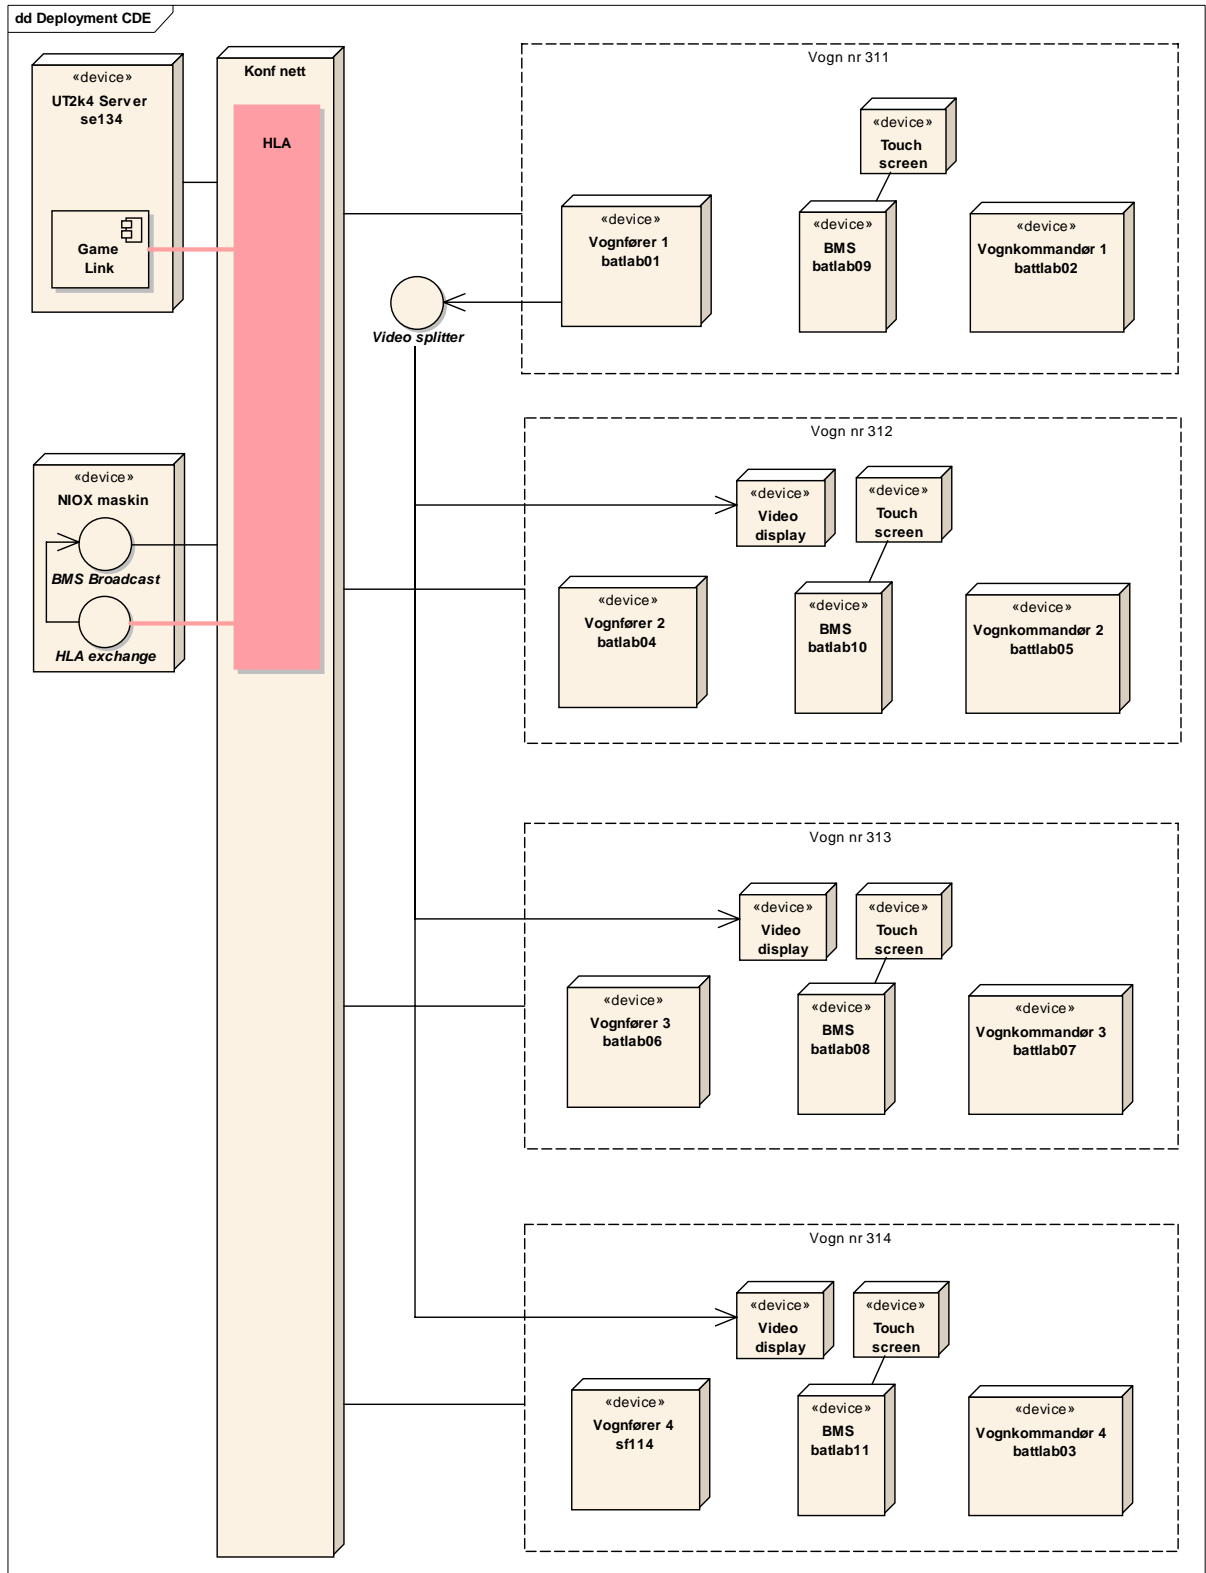 dd Deployment CDE
«device»
UT2k4 Server
se134
Game
Link
Konf nett
HLA
«device»
NIOX maskin
BMS Broadcast
HLA exchange
Video splitter
Vogn nr 311
«device»
Touch
screen
«device»
Vognfører 1
batlab01
«device»
BMS
batlab09
«device»
Vognkommandør 1
battlab02
Vogn nr 312
«device»
Video
display
«device»
Touch
screen
«device»
Vognfører 2
batlab04
«device»
BMS
batlab10
«device»
Vognkommandør 2
battlab05
Vogn nr 313
«device»
Video
display
«device»
Touch
screen
«device»
Vognfører 3
batlab06
«device»
BMS
batlab08
«device»
Vognkommandør 3
battlab07
Vogn nr 314
«device»
Video
display
«device»
Touch
screen
«device»
Vognfører 4
sf114
«device»
BMS
batlab11
«device»
Vognkommandør 4
battlab03